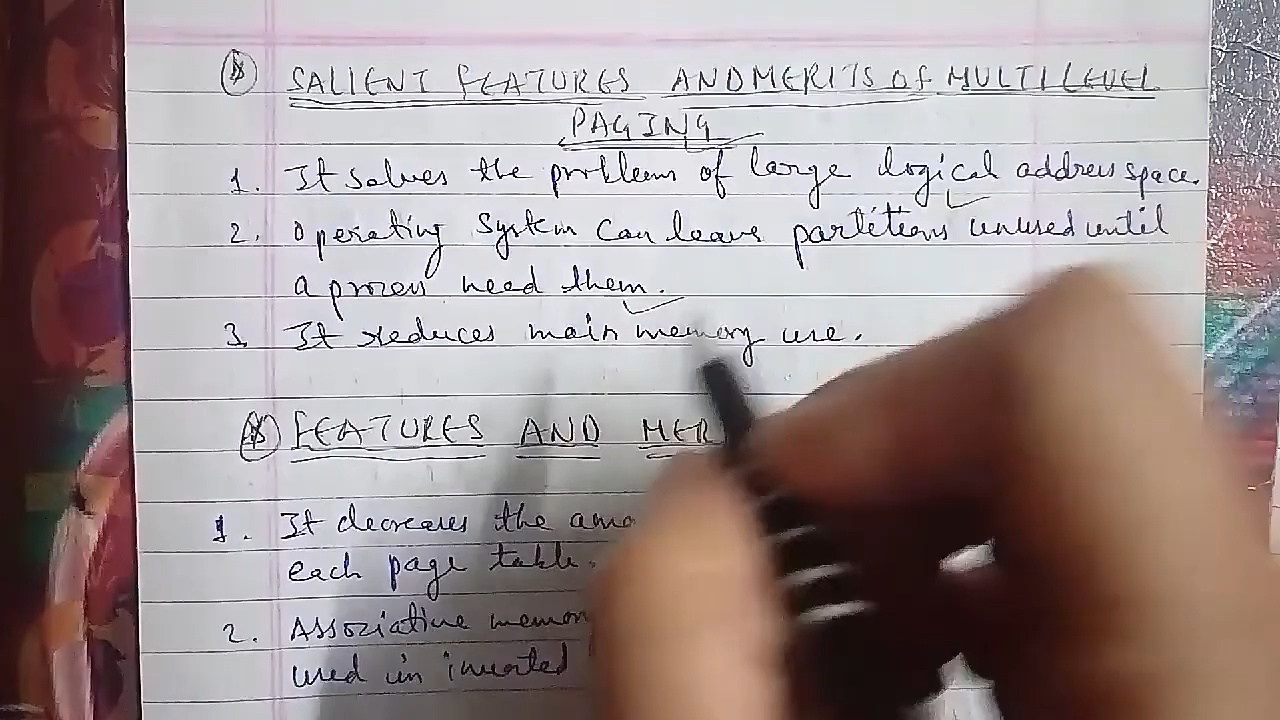 SALIENT FEATURES AND MERITS OF MULTILEVEL
PAGING
1. It solves the problem of large logical address space.
2. Operating System can leave partitions unused until
a process need them.
3. It reduces main memory use.
FEATURES AND
1. It decreases the
each page table.
2. Associative
used in inverted